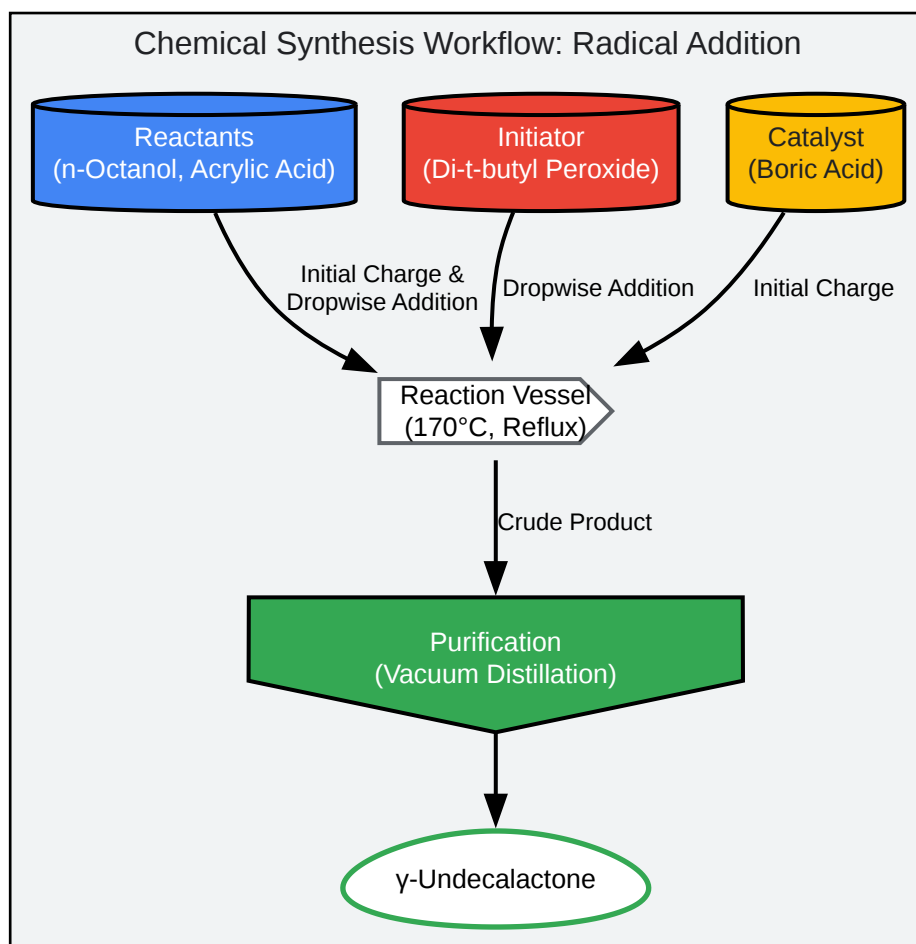 Chemical Synthesis Workflow: Radical Addition
Reactants
(n-Octanol, Acrylic Acid)
Initiator
(Di-t-butyl Peroxide)
Catalyst
(Boric Acid)
Initial Charge &
Dropwise Addition
Dropwise Addition
Initial Charge
Reaction Vessel
(170°C, Reflux)
Crude Product
Purification
(Vacuum Distillation)
γ-Undecalactone